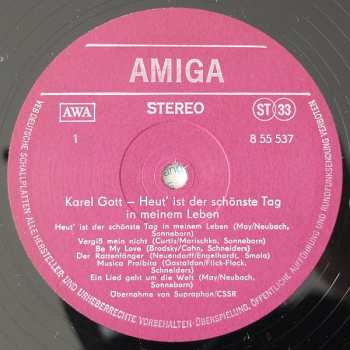 AMIGA
AWA
STEREO
ST 33
1
8 55 537
Karel Gott – Heut' ist der schönste Tag
in meinem Leben
Heut' ist der schönste Tag in meinem Leben (May/Neubach,
Sonneborn)
Vergiß mein nicht (Curtis/Marischka, Sonneborn)
Be My Love (Brodsky/Cahn, Schneiders)
Der Rattenfänger (Neuendorff/Engelhardt, Smola)
Musica Proibita (Gastaldon/Flick-Flock,
Schneiders)
Ein Lied geht um die Welt (May/Neubach,
Sonneborn)
Übernahme von Supraphon/CSSR
VEB DEUTSCHE SCHALLPLATTEN · ALLE HERSTELLER- UND URHEBERRECHTE VORBEHALTEN · ÜBERSPIELUNG, ÖFFENTLICHE AUFFÜHRUNG UND RUNDFUNKSENDUNG VERBOTEN